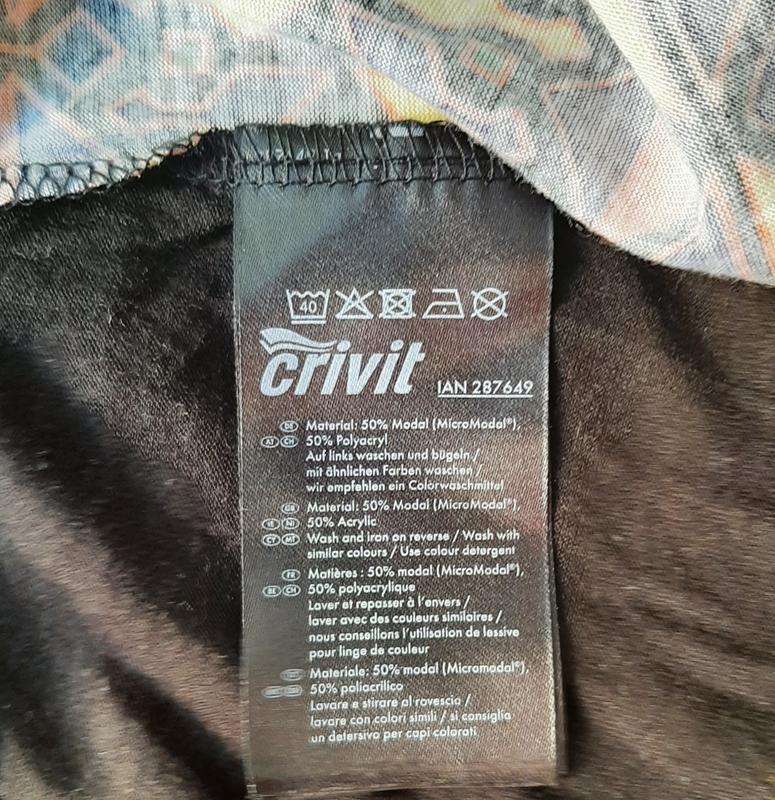 40
crivit
IAN 287649
DE Material: 50% Modal (MicroModal®),
AT CH 50% Polyacryl
Auf links waschen und bügeln /
mit ähnlichen Farben waschen /
wir empfehlen ein Colorwaschmittel
GB Material: 50% Modal (MicroModal®),
IE NI 50% Acrylic
CY MT Wash and iron on reverse / Wash with
similar colours / Use colour detergent
FR Matières : 50% modal (MicroModal®),
BE CH 50% polyacrylique
Laver et repasser à l'envers /
laver avec des couleurs similaires /
nous conseillons l'utilisation de lessive
pour linge de couleur
Materiale: 50% modal (Micromodal®),
50% poliacrilico
Lavare e stirare al rovescio /
lavare con colori simili / si consiglia
un detersivo per capi colorati